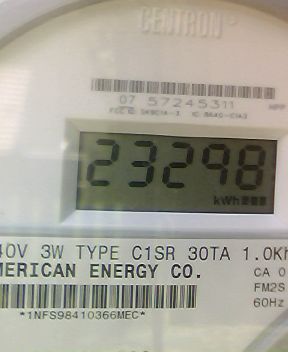 CENTRON®
07 57245311
23298
kWh
40V 3W TYPE C1SR 30TA 1.0Kh
MERICAN ENERGY CO.
CA 0
FM2S
60Hz
*1NFS98410366MEC*